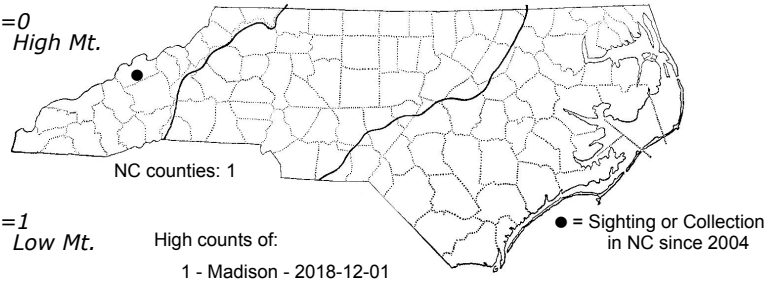 =0
High Mt.
NC counties: 1
=1
Low Mt.
High counts of:
1 - Madison - 2018-12-01
● = Sighting or Collection
in NC since 2004